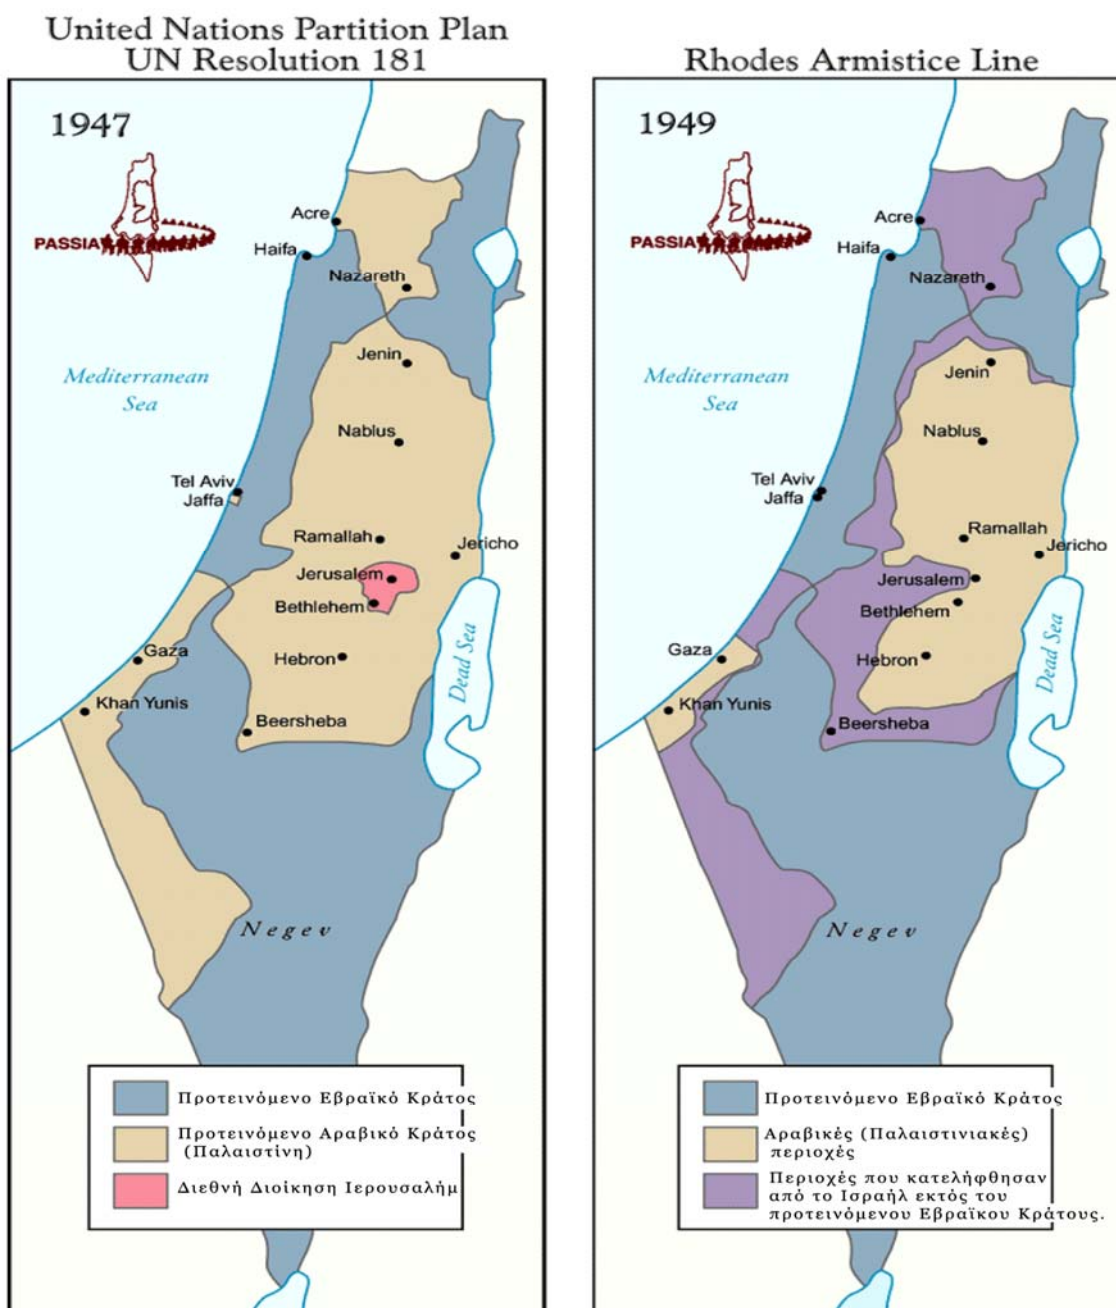 United Nations Partition Plan
UN Resolution 181
1947
PASSIA
Acre
Haifa
Nazareth
Mediterranean
Sea
Jenin
Nablus
Tel Aviv
Jaffa
Ramallah
Jericho
Jerusalem
Bethlehem
Gaza
Hebron
Dead Sea
Khan Yunis
Beersheba
Negev
Προτεινόμενο Εβραϊκό Κράτος
Προτεινόμενο Αραβικό Κράτος
(Παλαιστίνη)
Διεθνή Διοίκηση Ιερουσαλήμ
Rhodes Armistice Line
1949
PASSIA
Acre
Haifa
Nazareth
Mediterranean
Sea
Jenin
Nablus
Tel Aviv
Jaffa
Ramallah
Jericho
Jerusalem
Bethlehem
Gaza
Hebron
Dead Sea
Khan Yunis
Beersheba
Negev
Προτεινόμενο Εβραϊκό Κράτος
Αραβικές (Παλαιστινιακές)
περιοχές
Περιοχές που κατελήφθησαν
από το Ισραήλ εκτός του
προτεινόμενου Εβραϊκου Κράτους.